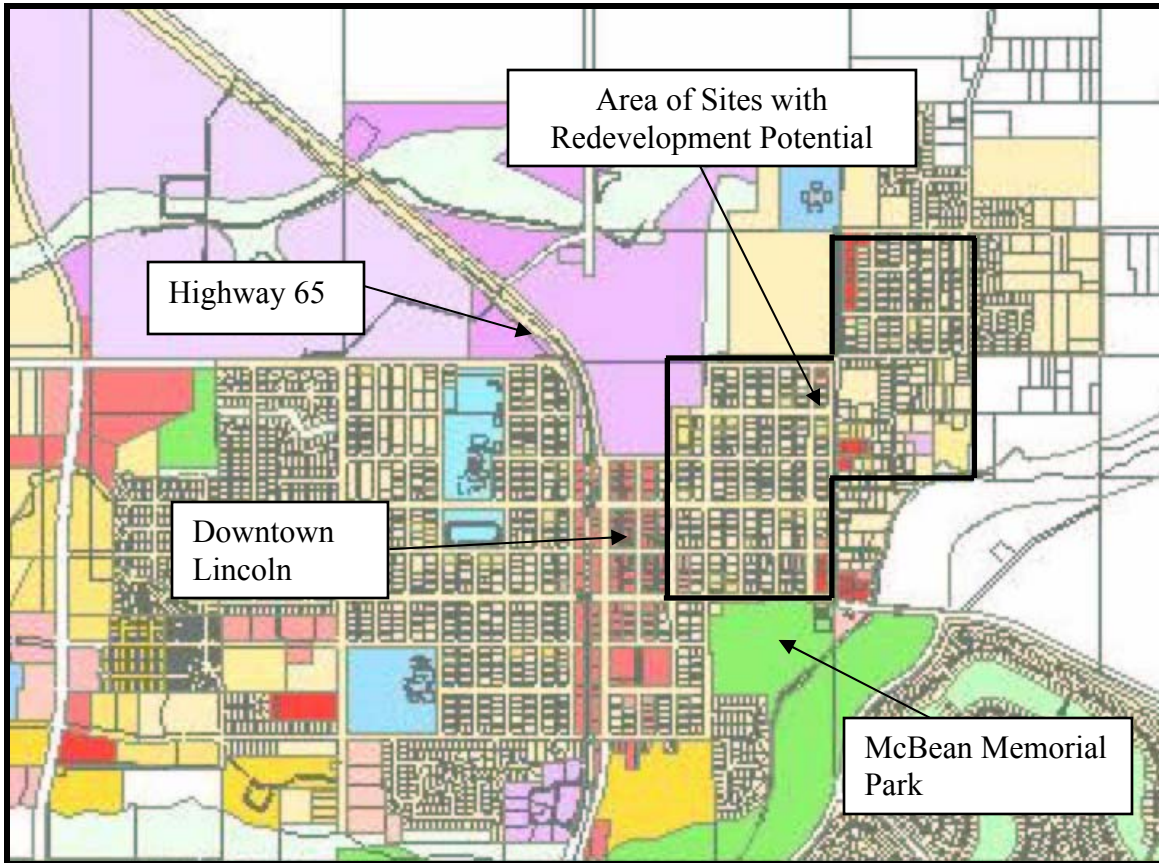 Area of Sites with
Redevelopment Potential
Highway 65
Downtown
Lincoln
McBean Memorial
Park